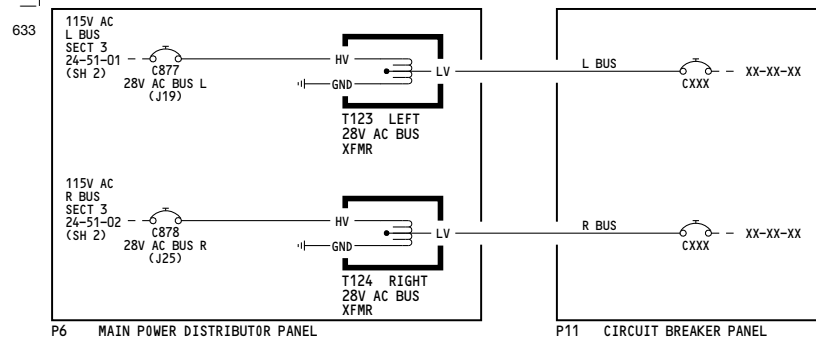 633
115V AC
L BUS
SECT 3
24-51-01
(SH 2)
C877
28V AC BUS L
(J19)
HV
GND
LV
T123 LEFT
28V AC BUS
XFMR
L BUS
CXXX
XX-XX-XX
115V AC
R BUS
SECT 3
24-51-02
(SH 2)
C878
28V AC BUS R
(J25)
HV
GND
LV
T124 RIGHT
28V AC BUS
XFMR
R BUS
CXXX
XX-XX-XX
P6 MAIN POWER DISTRIBUTOR PANEL
P11 CIRCUIT BREAKER PANEL